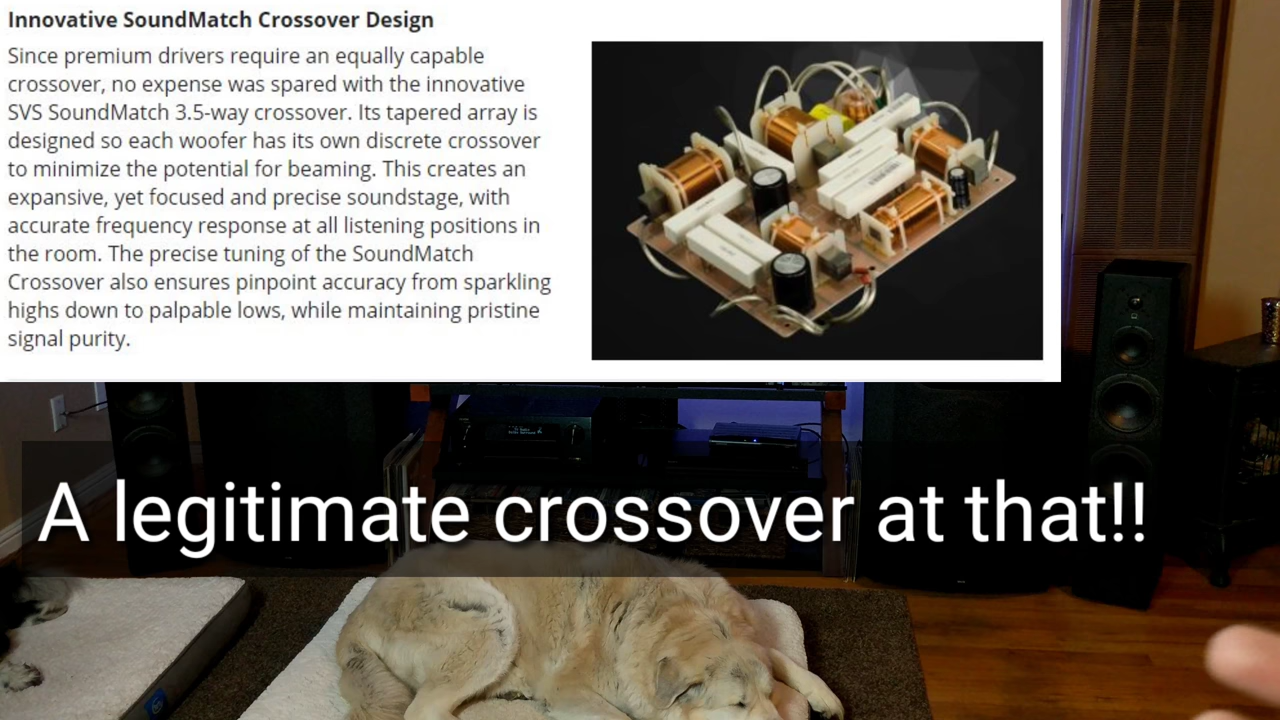 Innovative SoundMatch Crossover Design
Since premium drivers require an equally capable
crossover, no expense was spared with the innovative
SVS SoundMatch 3.5-way crossover. Its tapered array is
designed so each woofer has its own discrete crossover
to minimize the potential for beaming. This creates an
expansive, yet focused and precise soundstage, with
accurate frequency response at all listening positions in
the room. The precise tuning of the SoundMatch
Crossover also ensures pinpoint accuracy from sparkling
highs down to palpable lows, while maintaining pristine
signal purity.
A legitimate crossover at that!!